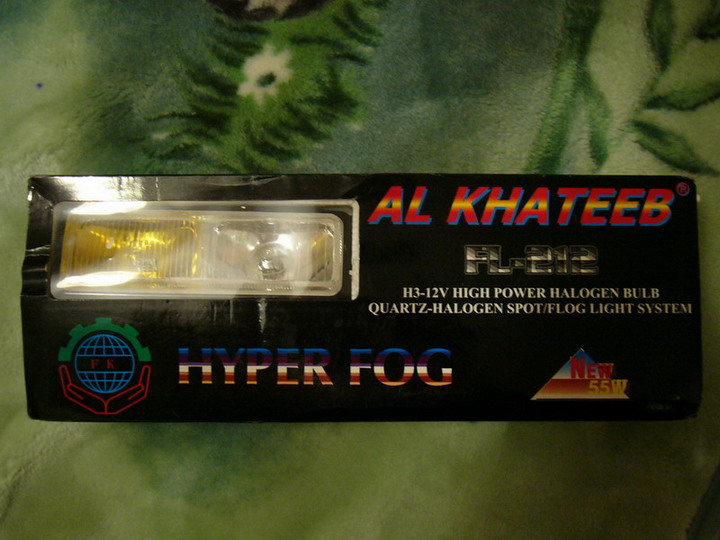 AL KHATEEB®
FL-212
H3-12V HIGH POWER HALOGEN BULB
QUARTZ-HALOGEN SPOT/FLOG LIGHT SYSTEM
F K
HYPER FOG
NEW
55W